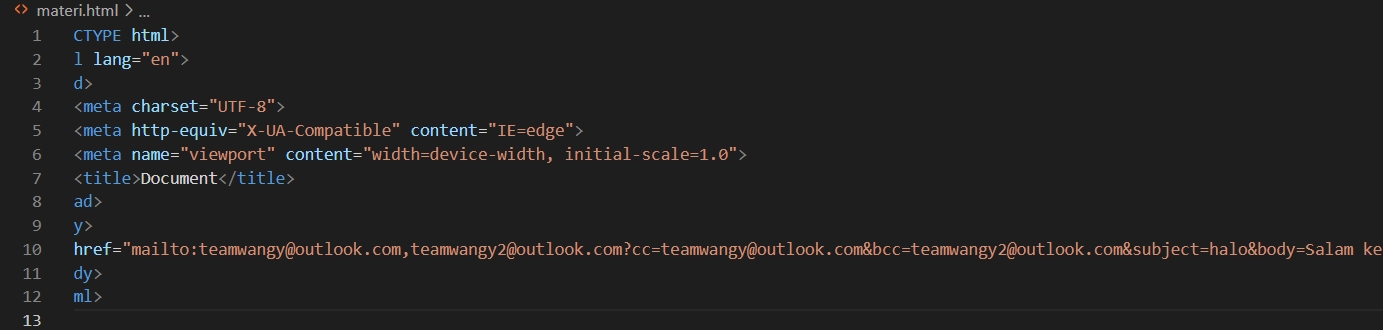 materi.html > ...
1 CTYPE html>
2 l lang="en">
3 d>
4 <meta charset="UTF-8">
5 <meta http-equiv="X-UA-Compatible" content="IE=edge">
6 <meta name="viewport" content="width=device-width, initial-scale=1.0">
7 <title>Document</title>
8 ad>
9 y>
10 href="mailto:teamwangy@outlook.com,teamwangy2@outlook.com?cc=teamwangy@outlook.com&bcc=teamwangy2@outlook.com&subject=halo&body=Salam ke
11 dy>
12 ml>
13